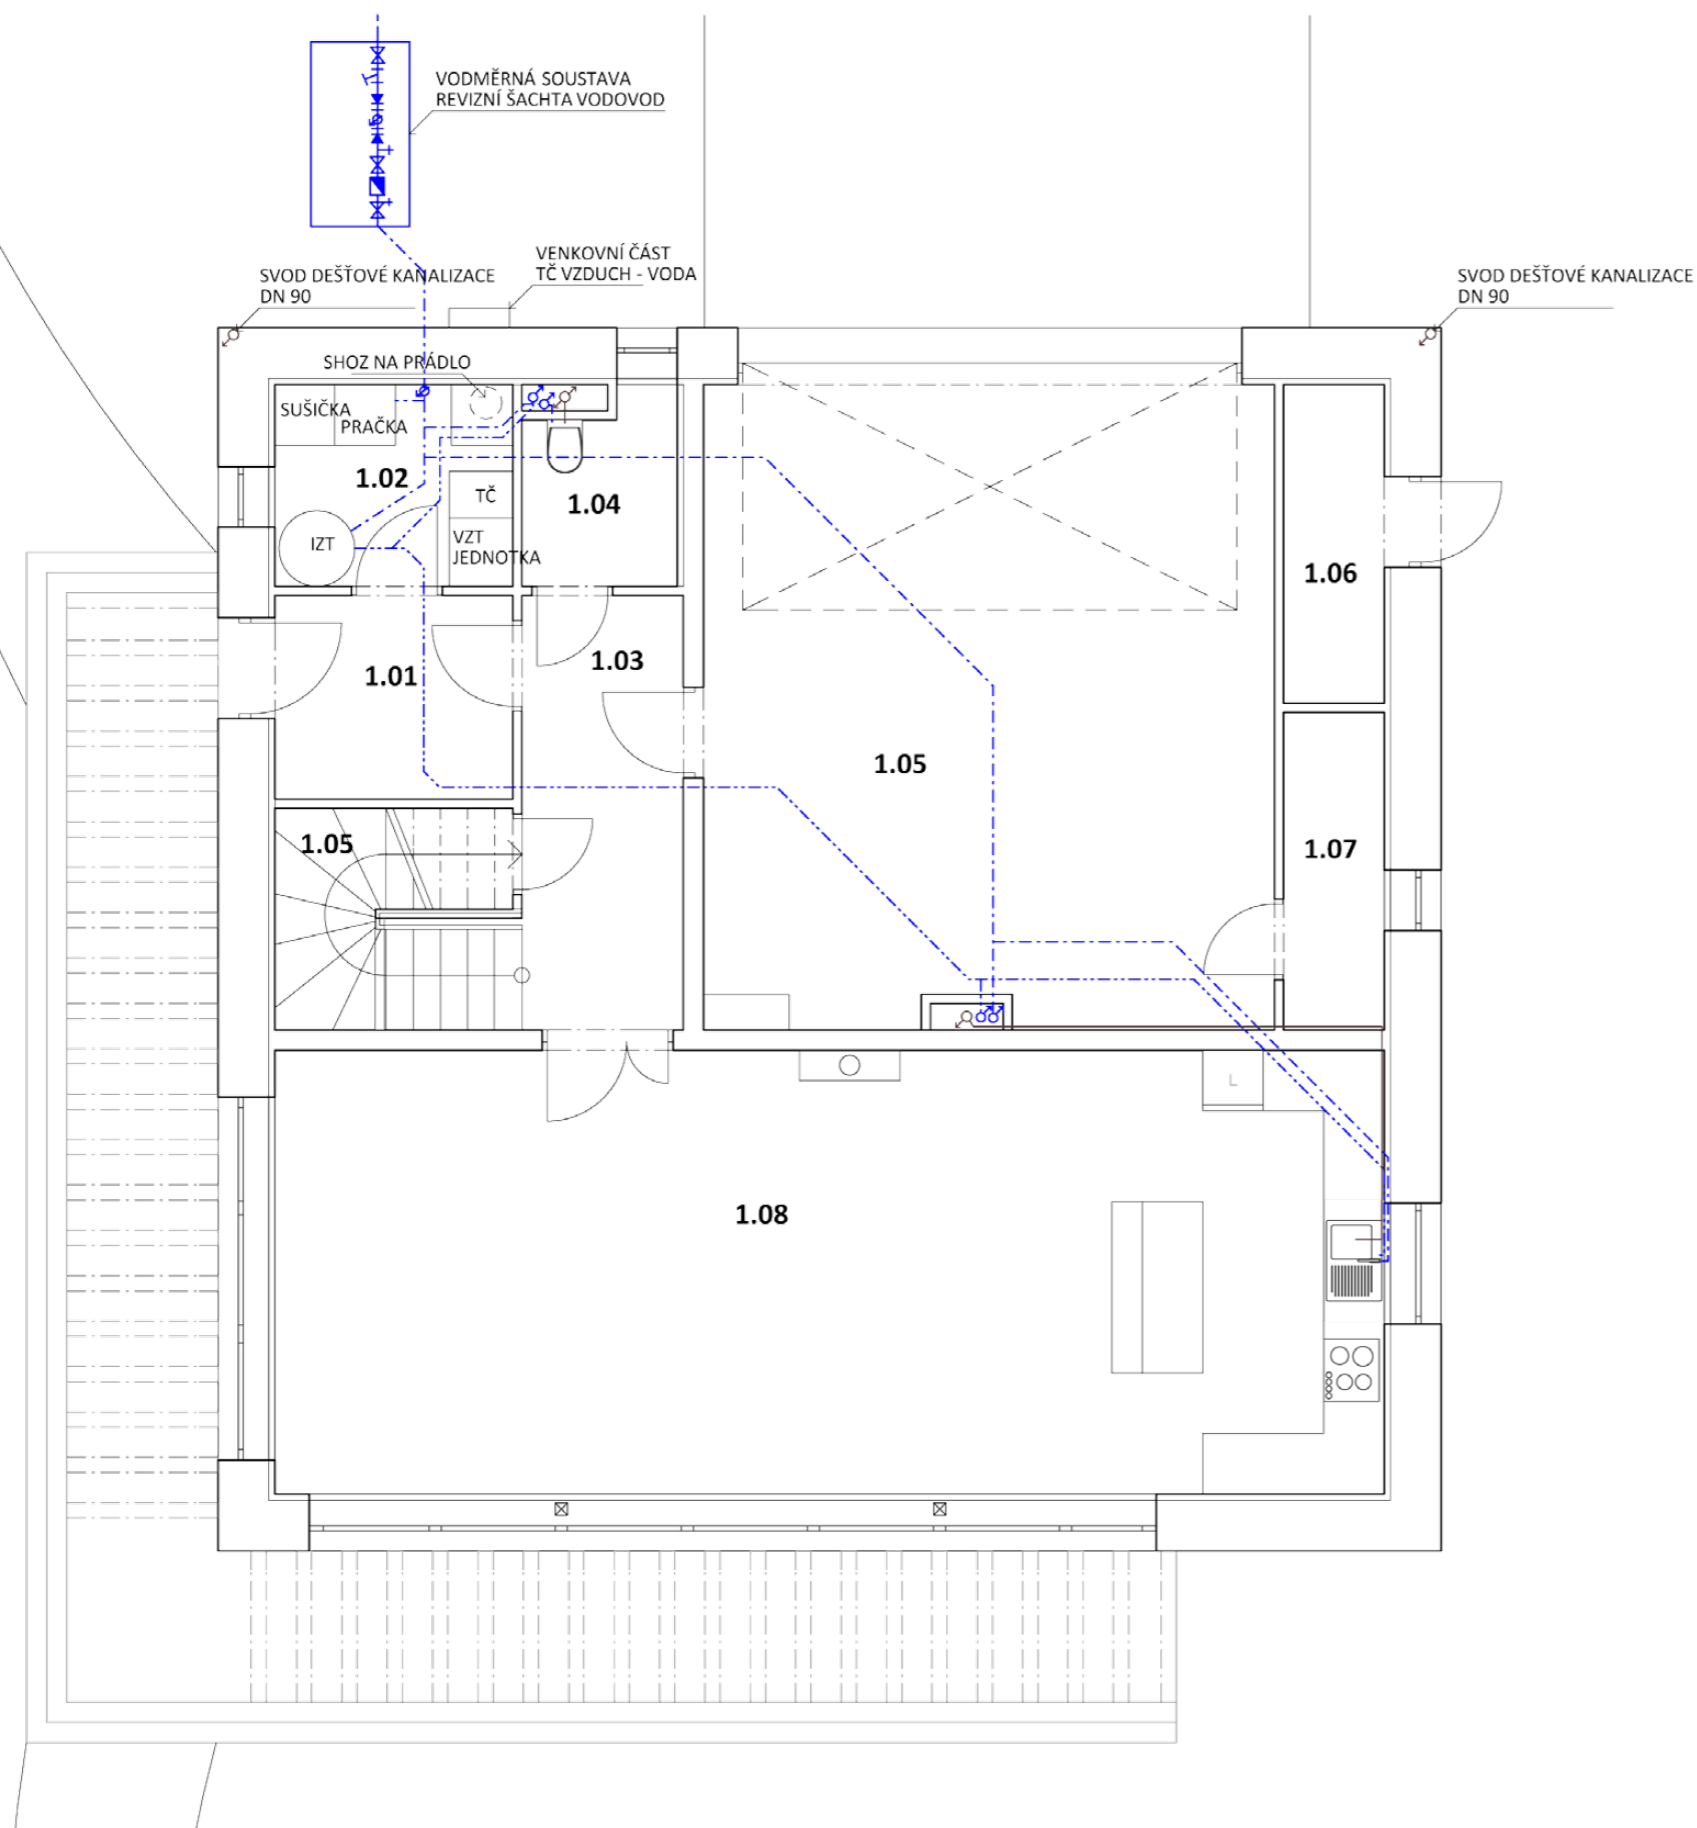 VODMĚRNÁ SOUSTAVA
REVIZNÍ ŠACHTA VODOVOD
VENKOVNÍ ČÁST
TČ VZDUCH - VODA
SVOD DEŠŤOVÉ KANALIZACE
DN 90
SVOD DEŠŤOVÉ KANALIZACE
DN 90
SHOZ NA PRÁDLO
SUŠIČKA
PRAČKA
1.02
TČ
1.04
IZT
VZT
JEDNOTKA
1.06
1.03
1.01
1.05
1.05
1.07
L
1.08